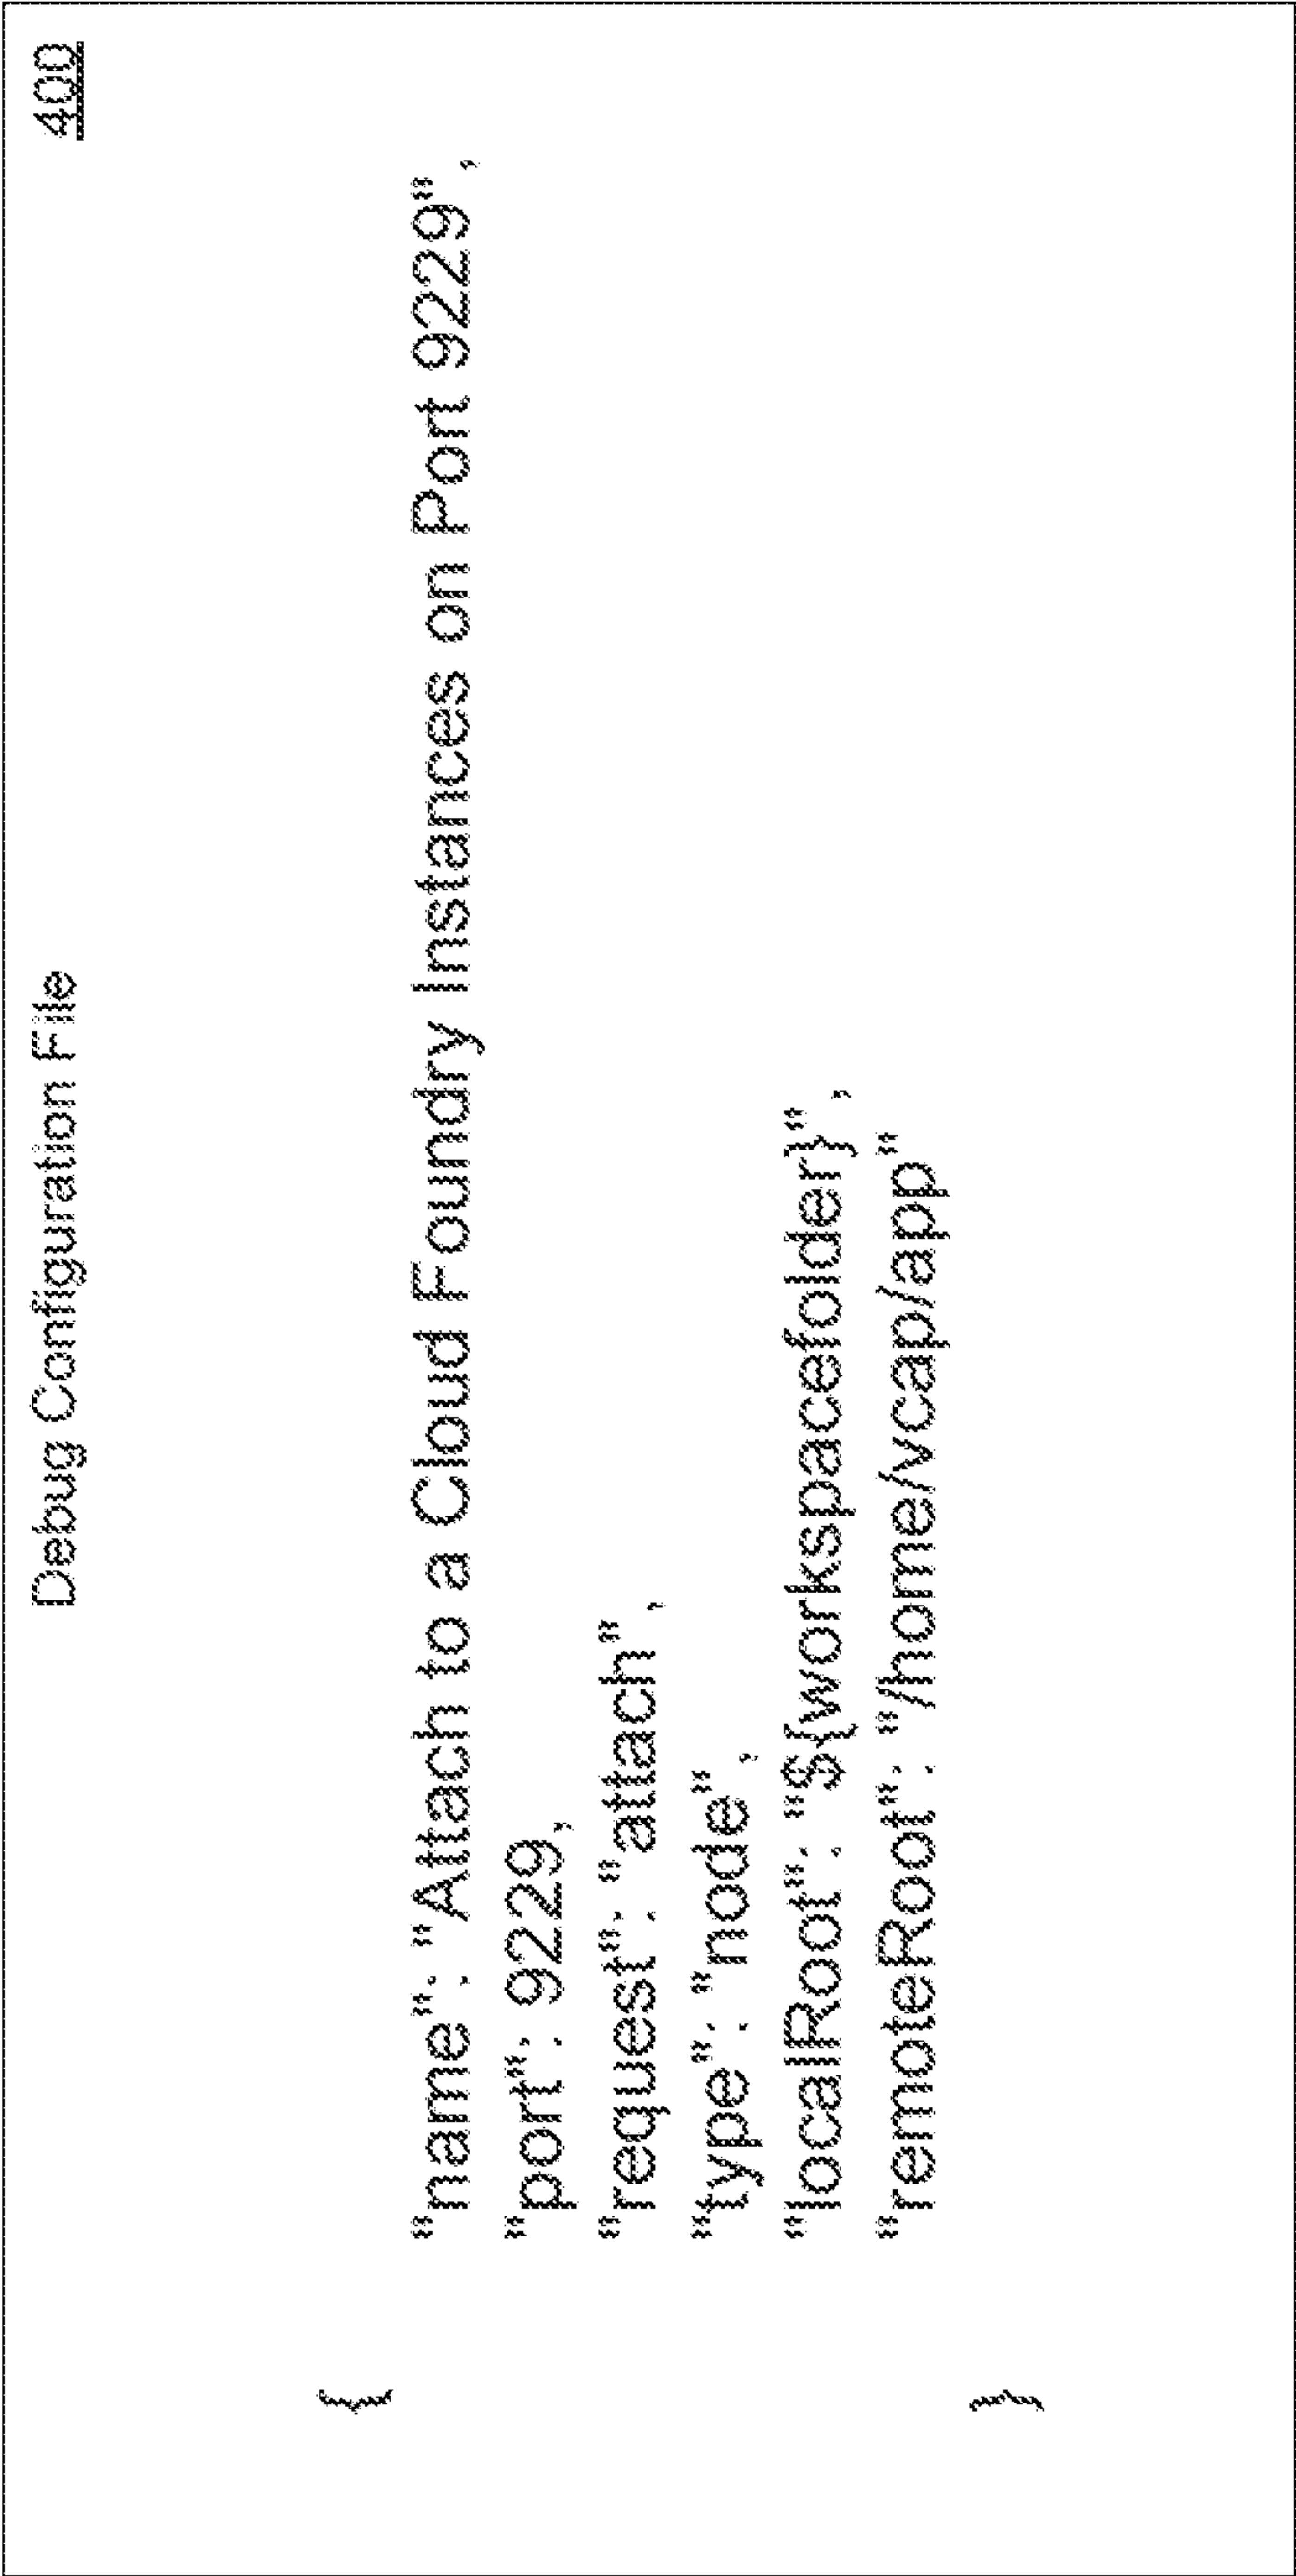 Debug Configuration File
400
{
"name": "Attach to a Cloud Foundry Instances on Port 9229",
"port": 9229,
"request": "attach",
"type": "node",
"localRoot": "${workspacefolder}",
"remoteRoot": "/home/vcap/app"
}